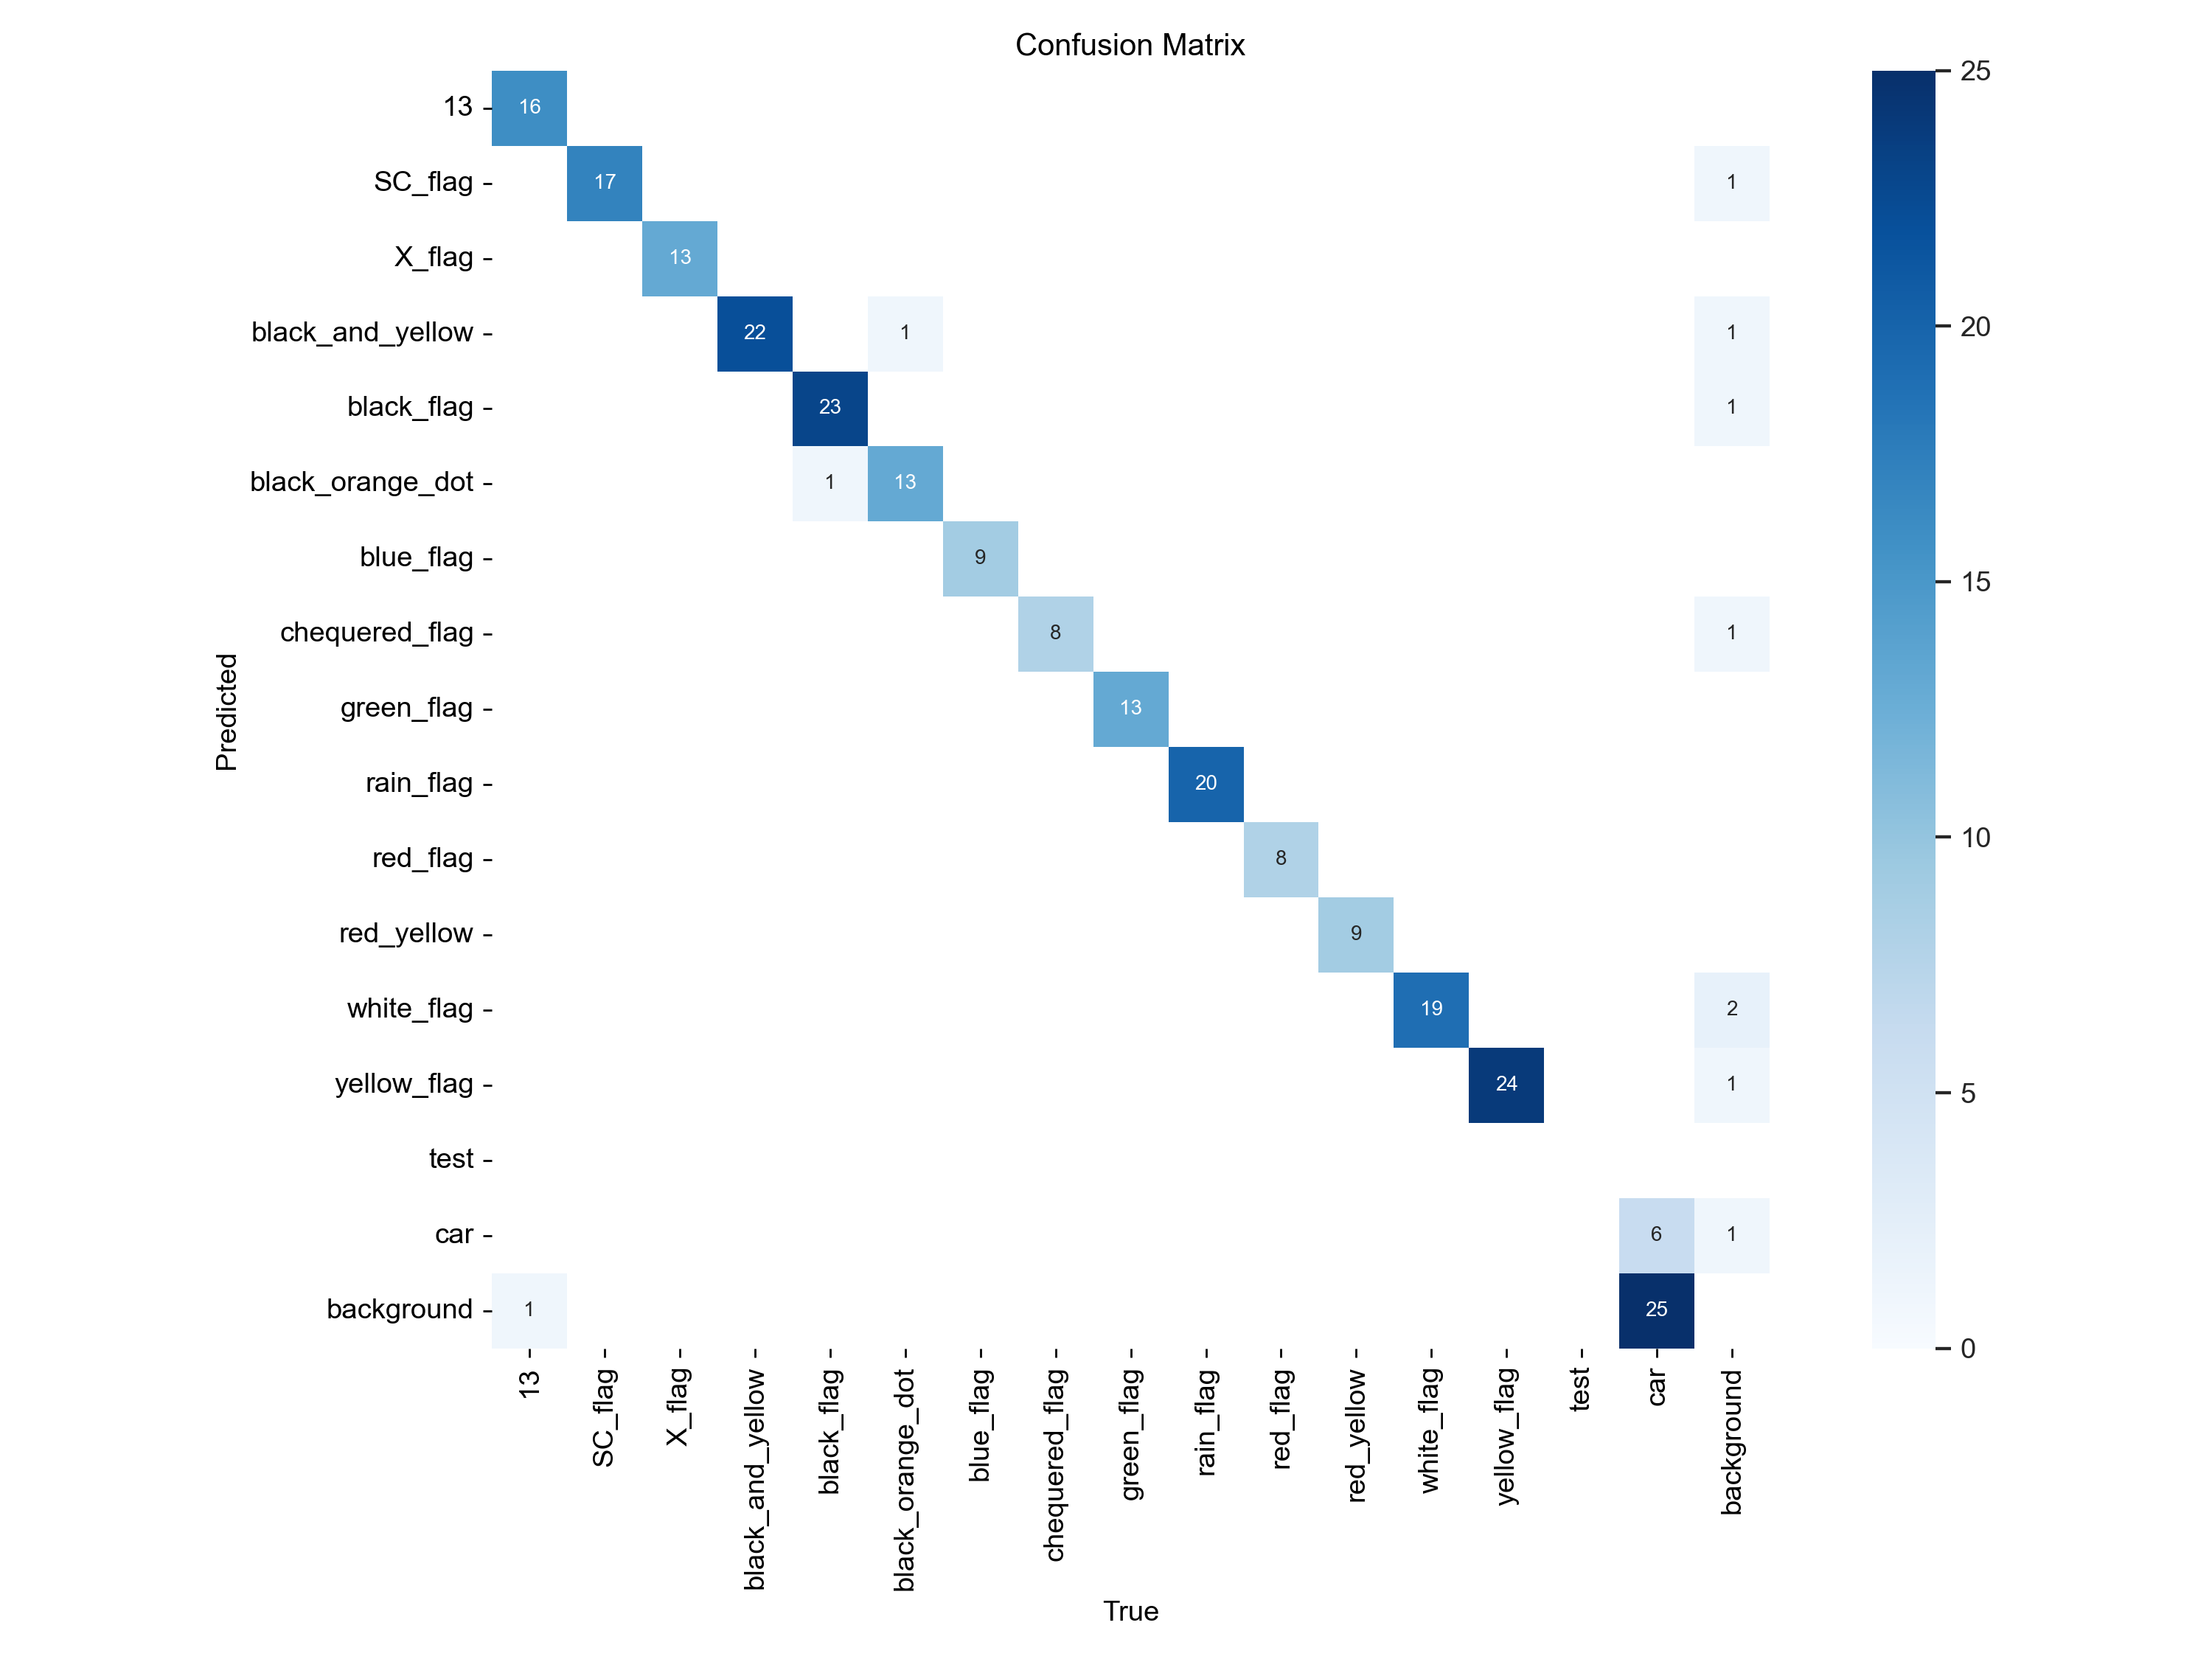 Confusion Matrix
13 16
SC_flag 17 1
X_flag 13
black_and_yellow 22 1 1
black_flag 23 1
black_orange_dot 1 13
blue_flag 9
chequered_flag 8 1
green_flag 13
rain_flag 20
red_flag 8
red_yellow 9
white_flag 19 2
yellow_flag 24 1
test
car 6 1
background 1 25
Predicted
13
SC_flag
X_flag
black_and_yellow
black_flag
black_orange_dot
blue_flag
chequered_flag
green_flag
rain_flag
red_flag
red_yellow
white_flag
yellow_flag
test
car
background
True
25
20
15
10
5
0